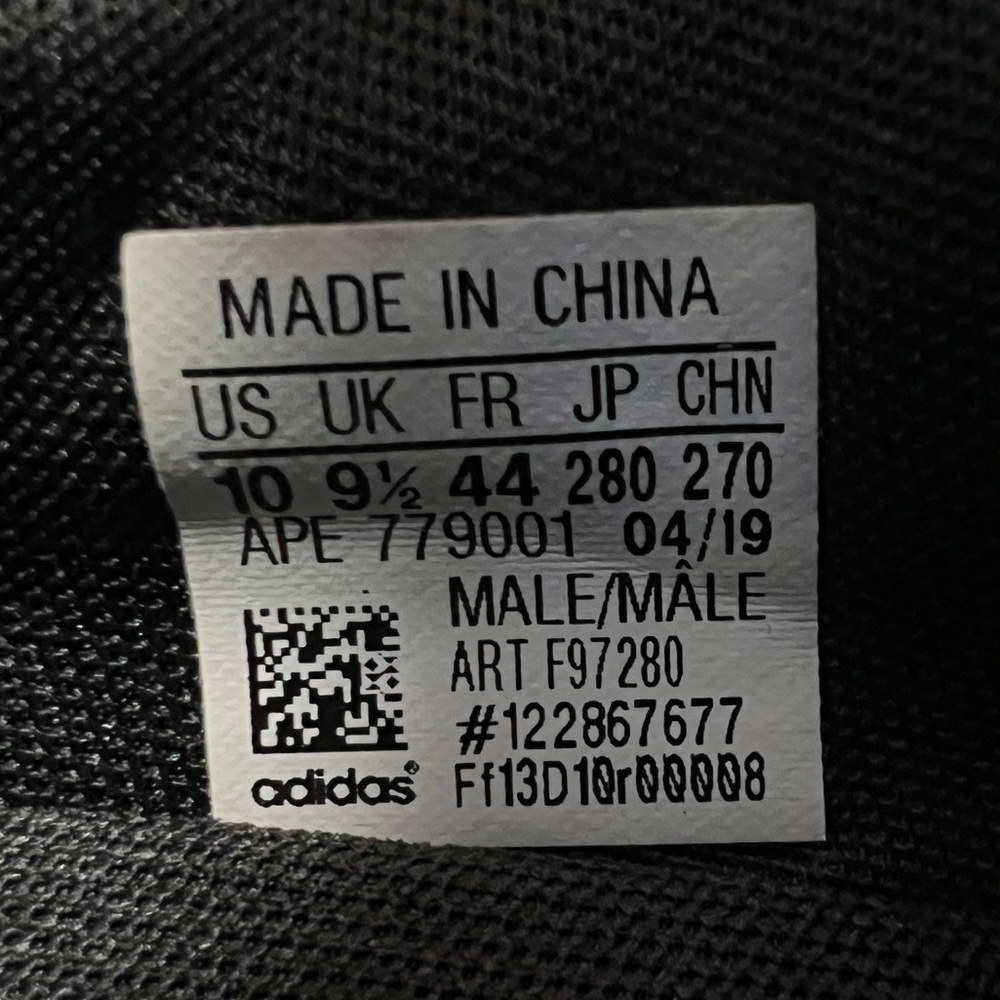 MADE IN CHINA
US UK FR JP CHN
10 9½ 44 280 270
APE 779001 04/19
MALE/MÂLE
ART F97280
#122867677
Ff13D10r00008
adidas®